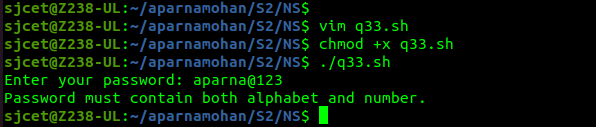 sjcet@Z238-UL:~/aparnamohan/S2/NS$
sjcet@Z238-UL:~/aparnamohan/S2/NS$ vim q33.sh
sjcet@Z238-UL:~/aparnamohan/S2/NS$ chmod +x q33.sh
sjcet@Z238-UL:~/aparnamohan/S2/NS$ ./q33.sh
Enter your password: aparna@123
Password must contain both alphabet and number.
sjcet@Z238-UL:~/aparnamohan/S2/NS$